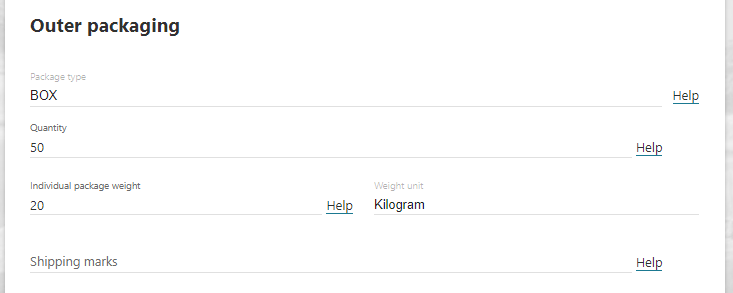 Outer packaging
Package type
BOX
Help
Quantity
50
Help
Individual package weight
Weight unit
20
Help
Kilogram
Shipping marks
Help